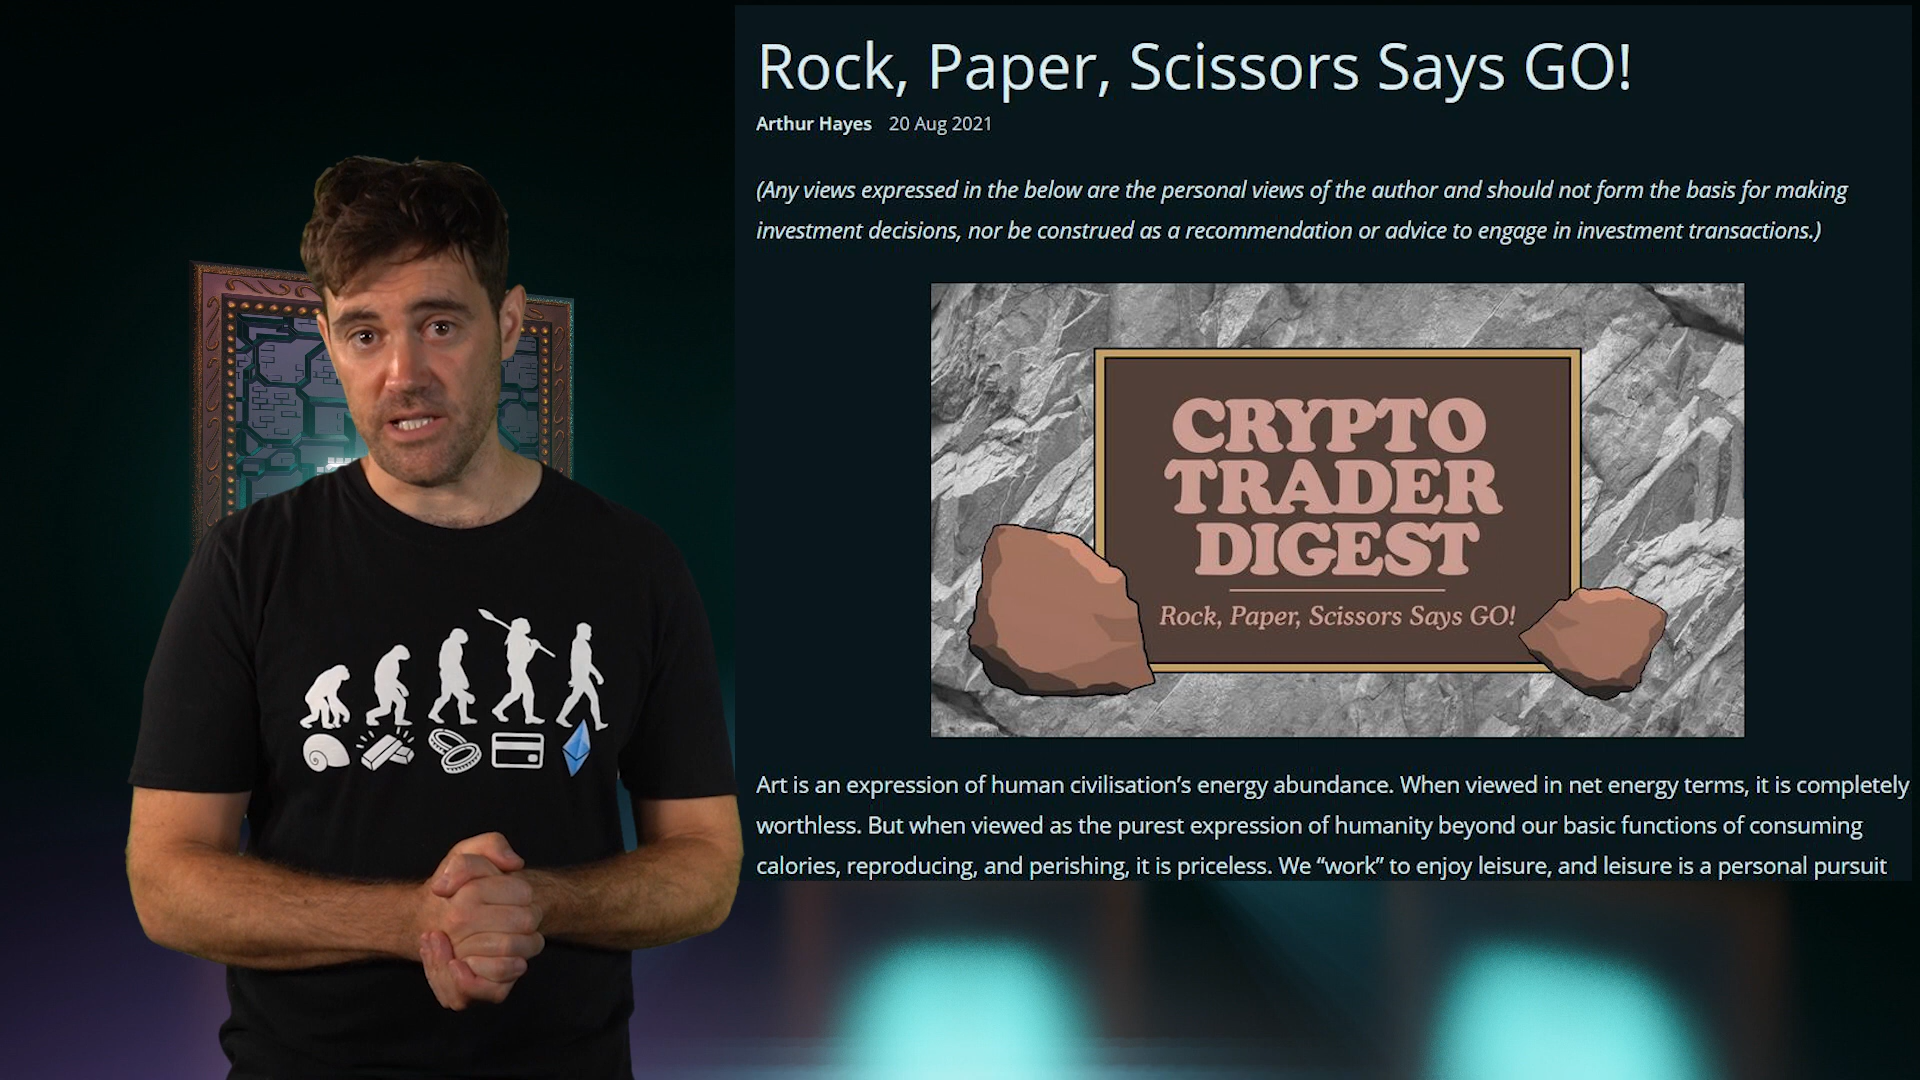 Rock, Paper, Scissors Says GO!
Arthur Hayes 20 Aug 2021
(Any views expressed in the below are the personal views of the author and should not form the basis for making
investment decisions, nor be construed as a recommendation or advice to engage in investment transactions.)
CRYPTO
TRADER
DIGEST
Rock, Paper, Scissors Says GO!
Art is an expression of human civilisation’s energy abundance. When viewed in net energy terms, it is completely
worthless. But when viewed as the purest expression of humanity beyond our basic functions of consuming
calories, reproducing, and perishing, it is priceless. We “work” to enjoy leisure, and leisure is a personal pursuit